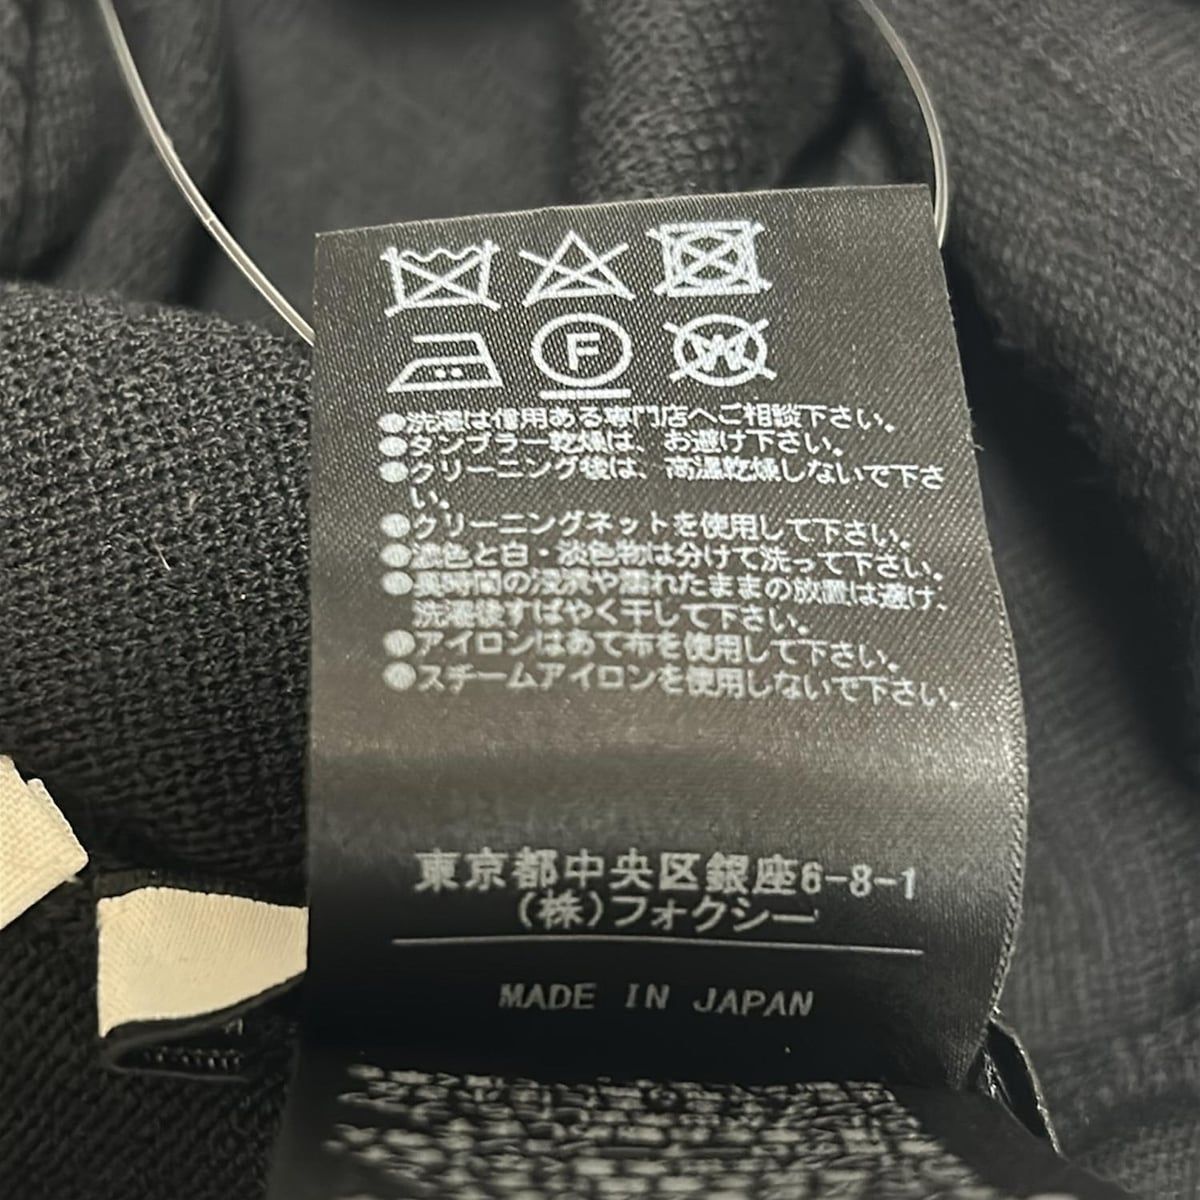 F
W
●洗濯は信用ある専門店へご相談下さい。
●タンブラー乾燥は、お避け下さい。
●クリーニング後は、高温乾燥しないで下さ
い。
●クリーニングネットを使用して下さい。
●濃色と白・淡色物は分けて洗って下さい。
●長時間の浸漬や濡れたままの放置は避け、
洗濯後すばやく干して下さい。
●アイロンはあて布を使用して下さい。
●スチームアイロンを使用しないで下さい。
東京都中央区銀座6-8-1
(株)フォクシー
MADE IN JAPAN